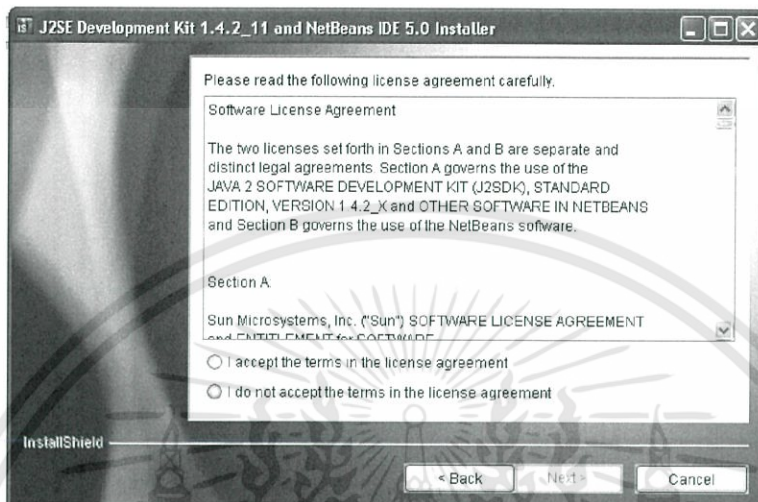 J2SE Development Kit 1.4.2_11 and NetBeans IDE 5.0 Installer
Please read the following license agreement carefully.
Software License Agreement
The two licenses set forth in Sections A and B are separate and
distinct legal agreements. Section A governs the use of the
JAVA 2 SOFTWARE DEVELOPMENT KIT (J2SDK), STANDARD
EDITION, VERSION 1.4.2_X and OTHER SOFTWARE IN NETBEANS
and Section B governs the use of the NetBeans software.
Section A.
Sun Microsystems, Inc. ("Sun") SOFTWARE LICENSE AGREEMENT
and ENTITLEMENT for SOFTWARE
I accept the terms in the license agreement
I do not accept the terms in the license agreement
InstallShield
< Back
Next >
Cancel